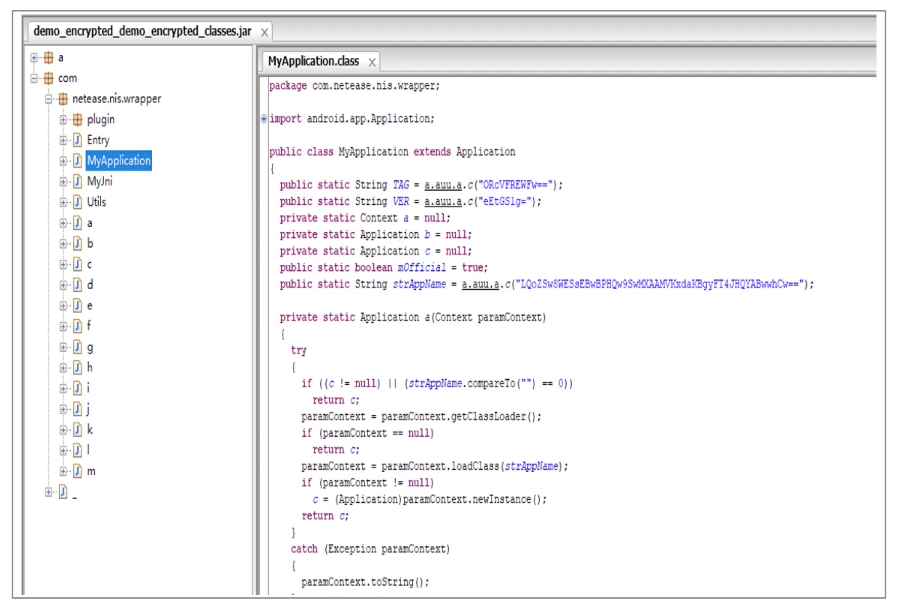 demo_encrypted_demo_encrypted_classes.jar
a
com
netease.nis.wrapper
plugin
Entry
MyApplication
MyJni
Utils
a
b
c
d
e
f
g
h
i
j
k
l
m
_
MyApplication.class
package com.netease.nis.wrapper;
import android.app.Application;
public class MyApplication extends Application
{
public static String TAG = a.auu.a.c("ORcVFREWFw==");
public static String VER = a.auu.a.c("eEtGSlg=");
private static Context a = null;
private static Application b = null;
private static Application c = null;
public static boolean mOfficial = true;
public static String strAppName = a.auu.a.c("LQoZSw8WESsEBwBPHQw9SwMXAAMVKxdaKBgyFT4JHQYABwwhCw==");
private static Application a(Context paramContext)
{
try
{
if ((c != null) || (strAppName.compareTo("") == 0))
return c;
paramContext = paramContext.getClassLoader();
if (paramContext == null)
return c;
paramContext = paramContext.loadClass(strAppName);
if (paramContext != null)
c = (Application)paramContext.newInstance();
return c;
}
catch (Exception paramContext)
{
paramContext.toString();